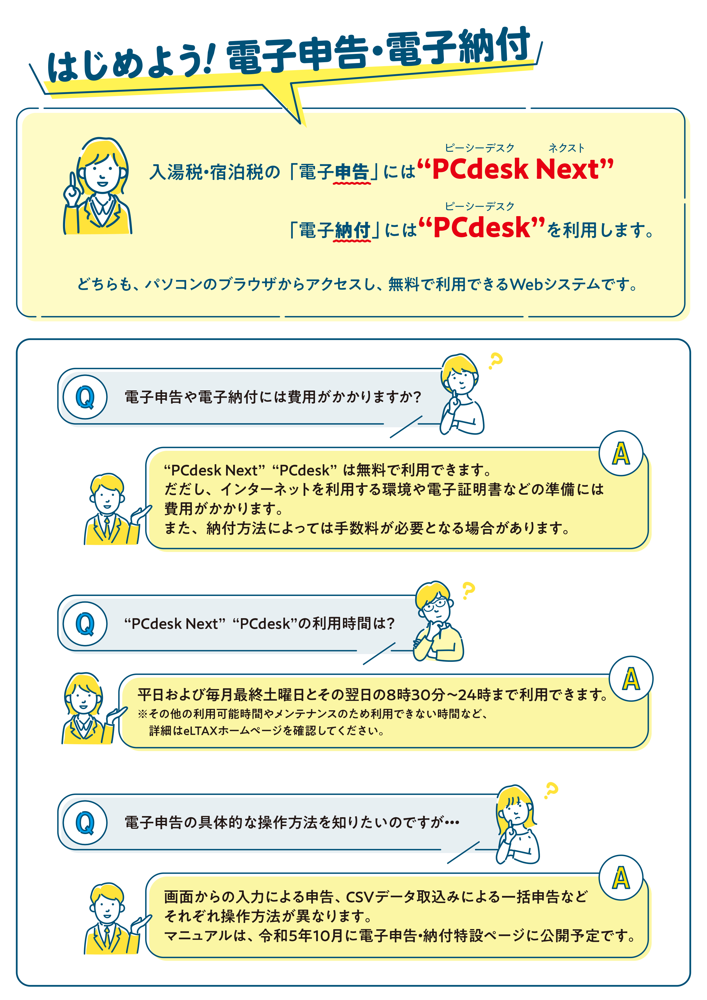 はじめよう! 電子申告・電子納付
ピーシーデスク ネクスト
入湯税・宿泊税の「電子申告」には“PCdesk Next”
ピーシーデスク
「電子納付」には“PCdesk”を利用します。
どちらも、パソコンのブラウザからアクセスし、無料で利用できるWebシステムです。
?
Q 電子申告や電子納付には費用がかかりますか?
A
“PCdesk Next” “PCdesk” は無料で利用できます。
だだし、インターネットを利用する環境や電子証明書などの準備には
費用がかかります。
また、納付方法によっては手数料が必要となる場合があります。
?
Q “PCdesk Next” “PCdesk”の利用時間は?
A
平日および毎月最終土曜日とその翌日の8時30分〜24時まで利用できます。
※その他の利用可能時間やメンテナンスのため利用できない時間など、
詳細はeLTAXホームページを確認してください。
?
Q 電子申告の具体的な操作方法を知りたいのですが…
A
画面からの入力による申告、CSVデータ取込みによる一括申告など
それぞれ操作方法が異なります。
マニュアルは、令和5年10月に電子申告・納付特設ページに公開予定です。